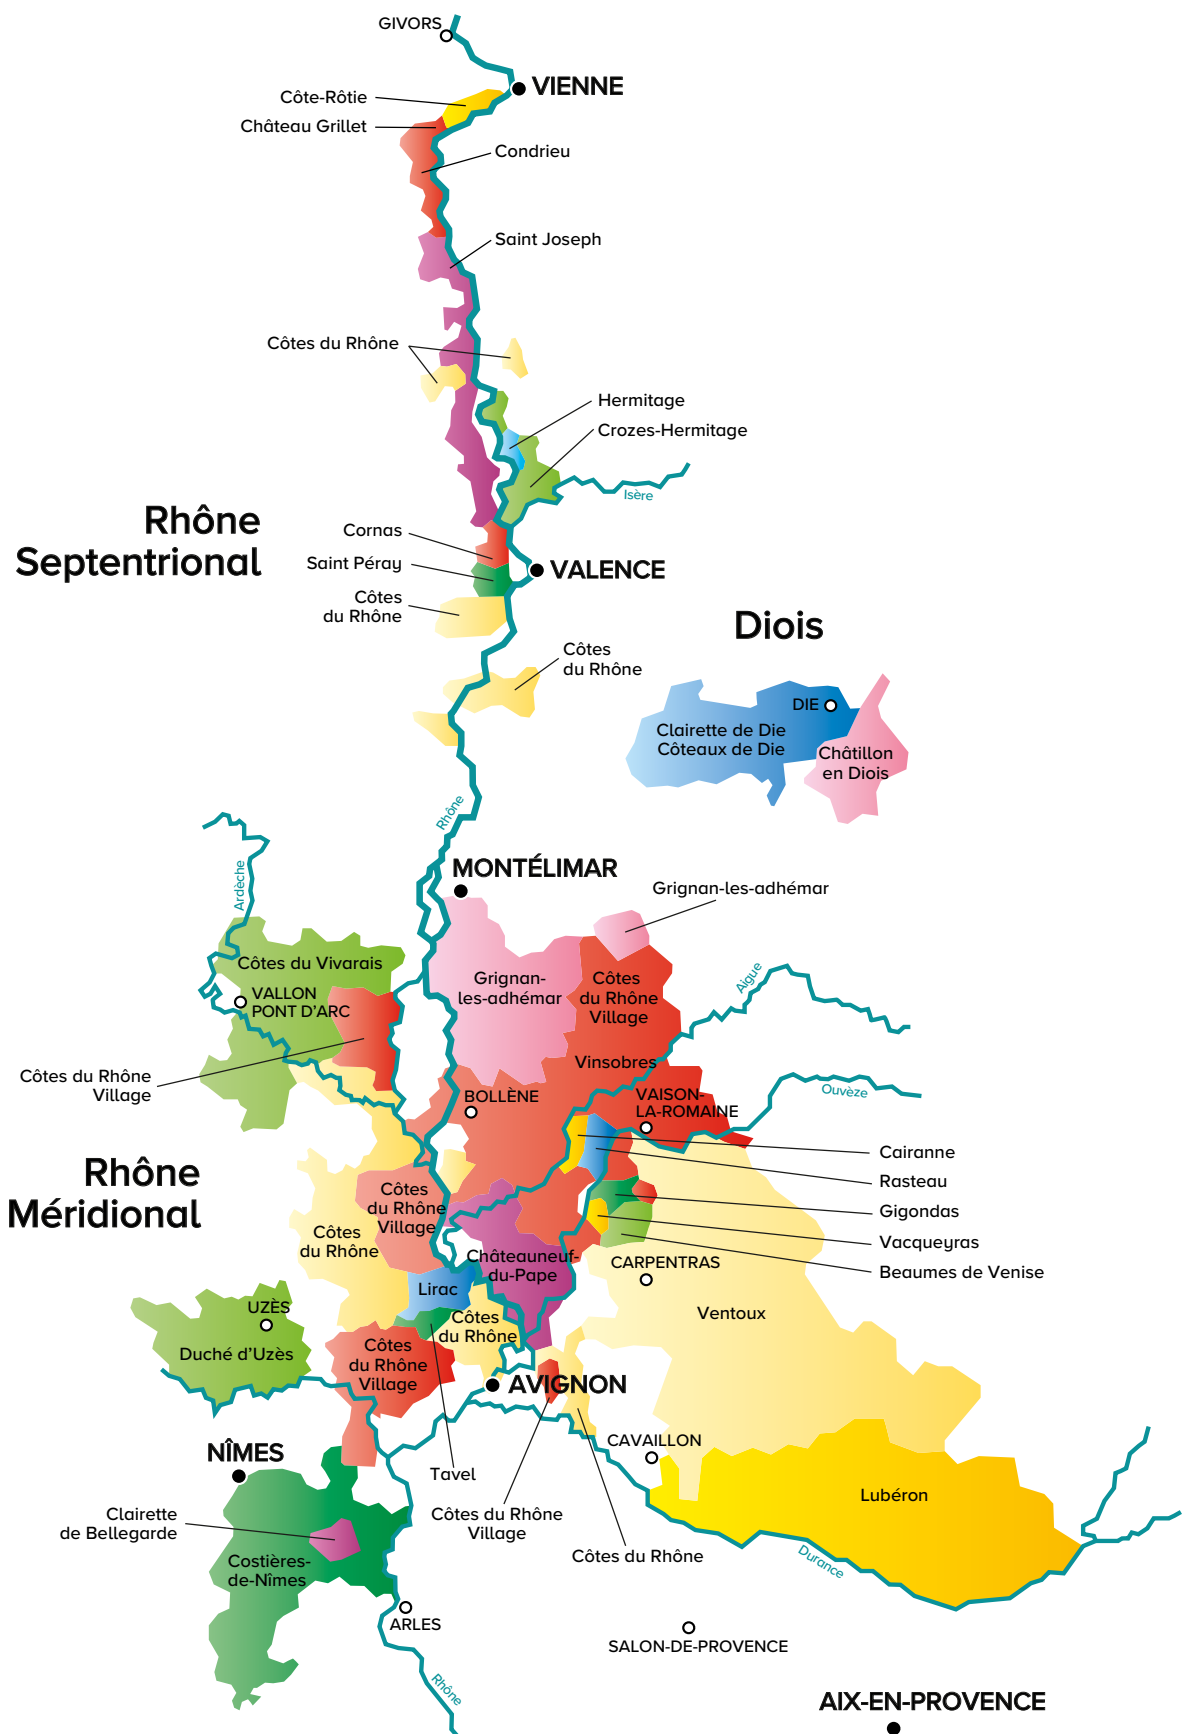 GIVORS
VIENNE
Côte-Rôtie
Château Grillet
Condrieu
Saint Joseph
Côtes du Rhône
Hermitage
Crozes-Hermitage
Isère
Rhône
Septentrional
Cornas
Saint Péray
VALENCE
Côtes
du Rhône
Côtes
du Rhône
Diois
DIE
Clairette de Die
Côteaux de Die
Châtillon
en Diois
Rhône
Ardèche
MONTÉLIMAR
Grignan-les-adhémar
Côtes du Vivarais
VALLON
PONT D'ARC
Grignan-
les-adhémar
Côtes
du Rhône
Village
Aigue
Vinsobres
Côtes du Rhône
Village
BOLLÈNE
VAISON-
LA-ROMAINE
Ouvèze
Cairanne
Rasteau
Gigondas
Vacqueyras
Beaumes de Venise
Rhône
Méridional
Côtes
du Rhône
Village
Côtes
du Rhône
Châteauneuf-
du-Pape
CARPENTRAS
Lirac
Ventoux
UZÈS
Duché d'Uzès
Côtes
du Rhône
Côtes
du Rhône
Village
AVIGNON
NÎMES
CAVAILLON
Tavel
Lubéron
Clairette
de Bellegarde
Côtes du Rhône
Village
Côtes du Rhône
Durance
Costières-
de-Nîmes
ARLES
SALON-DE-PROVENCE
Rhône
AIX-EN-PROVENCE